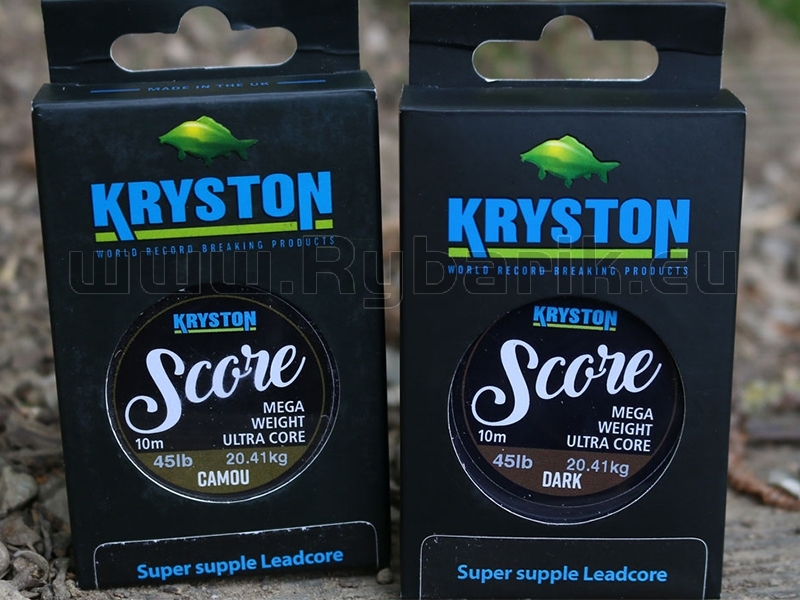 MADE IN THE UK
KRYSTON
WORLD RECORD BREAKING PRODUCTS
KRYSTON
Score
10m
MEGA
WEIGHT
ULTRA CORE
45lb 20.41kg
CAMOU
Super supple Leadcore
KRYSTON
WORLD RECORD BREAKING PRODUCTS
KRYSTON
Score
10m
MEGA
WEIGHT
ULTRA CORE
45lb 20.41kg
DARK
Super supple Leadcore
www.Rybarik.eu